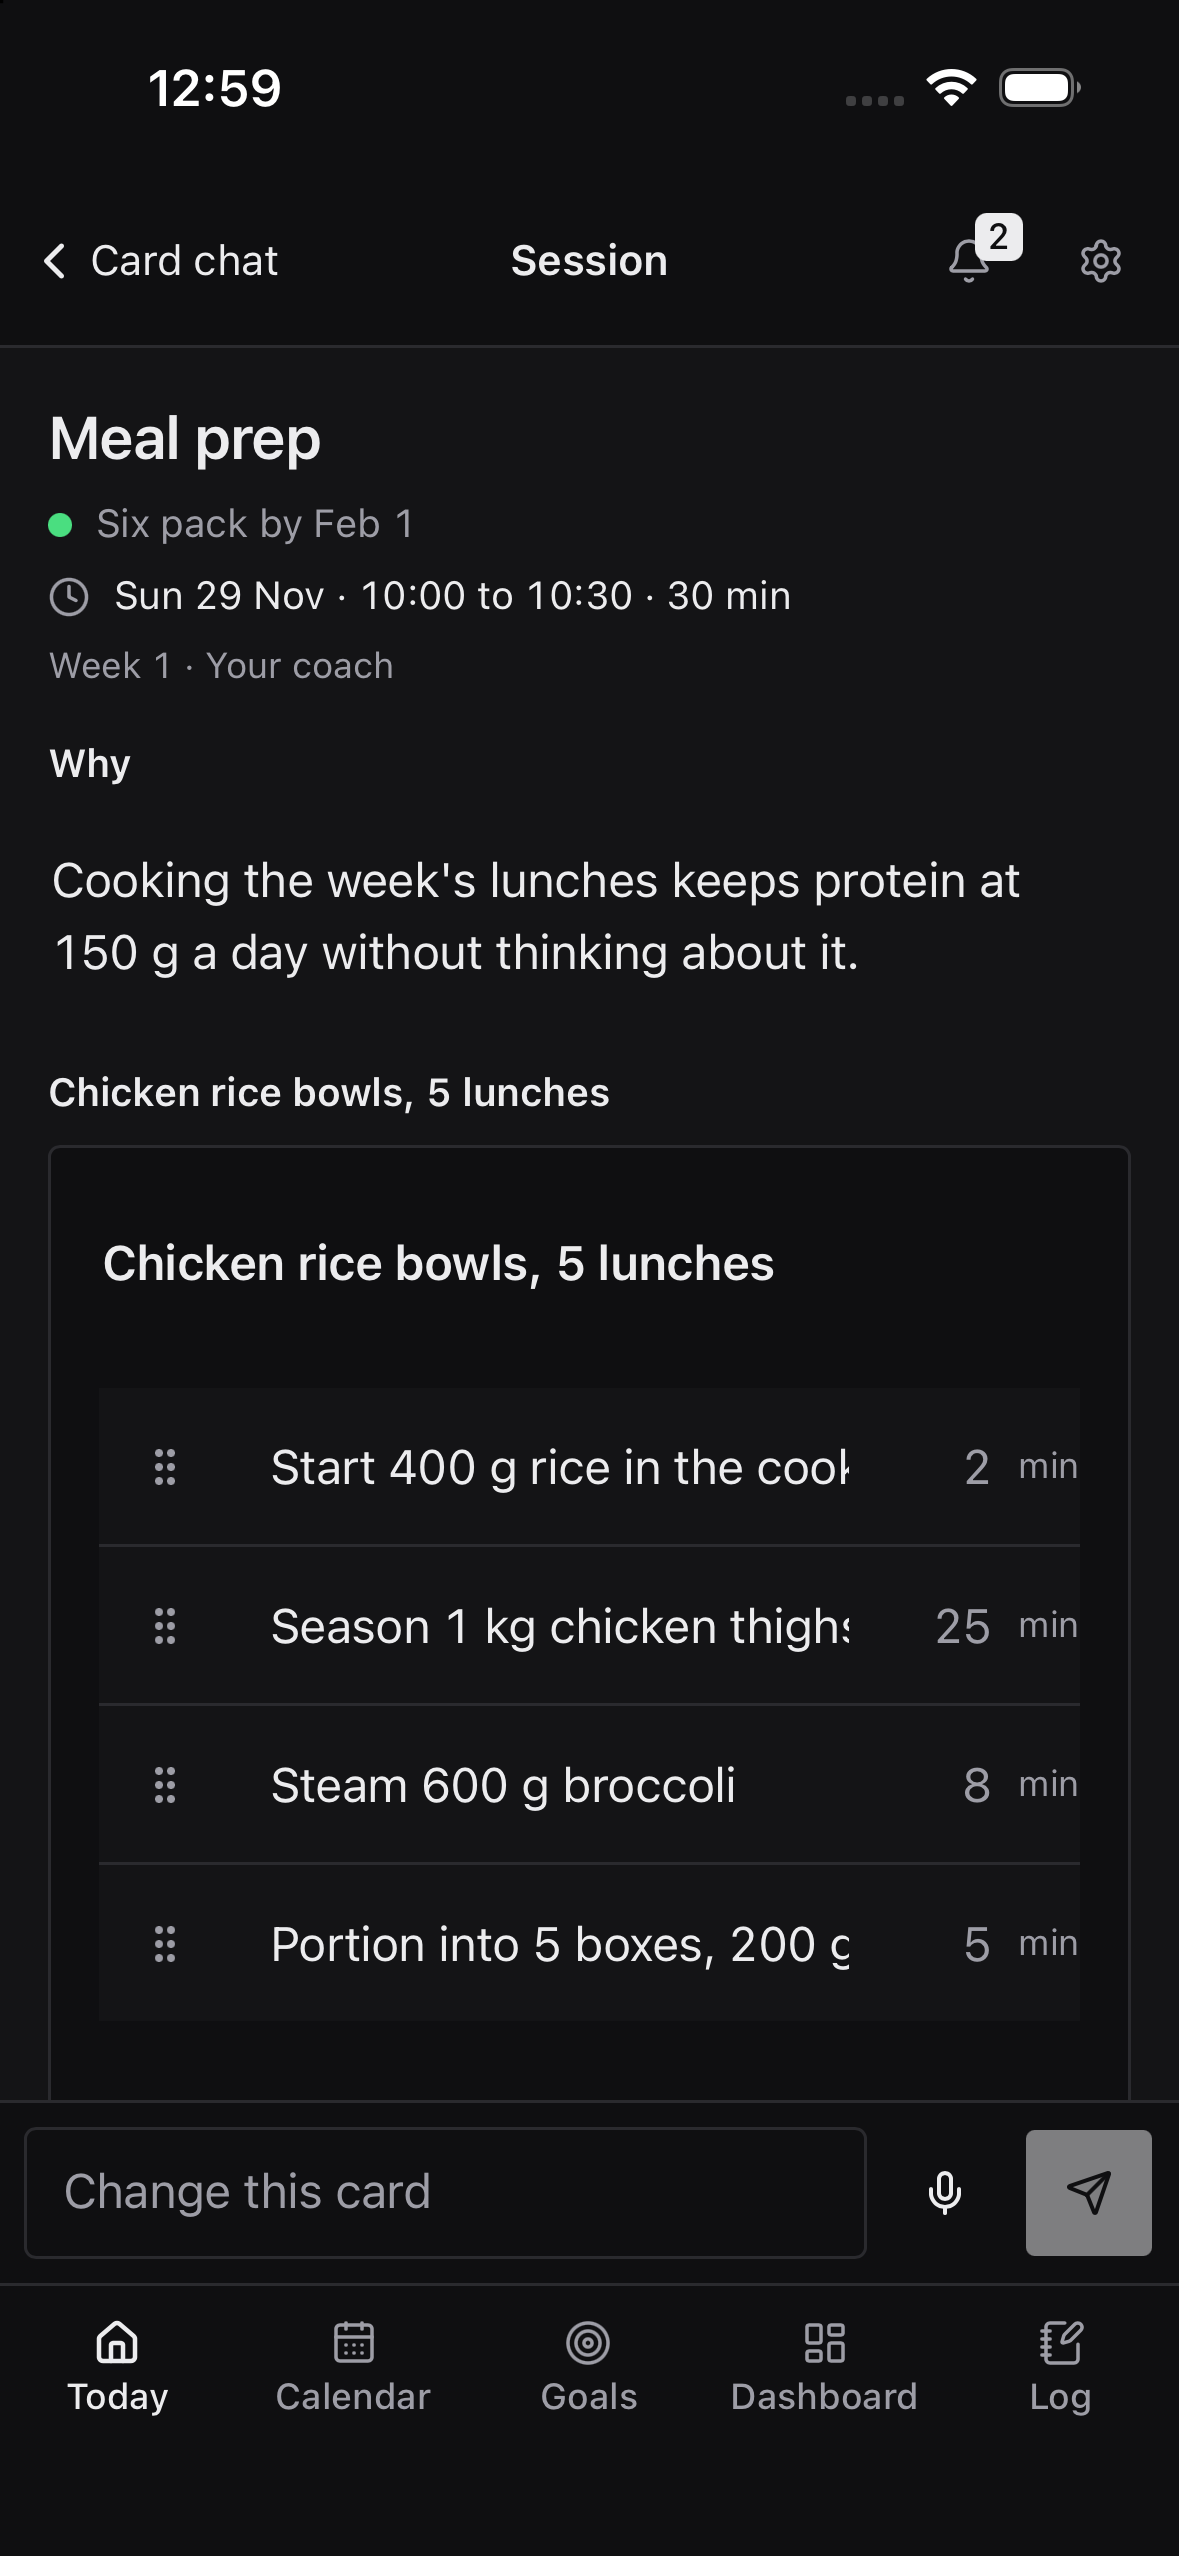 12:59
Card chat
Session
2
Meal prep
Six pack by Feb 1
Sun 29 Nov · 10:00 to 10:30 · 30 min
Week 1 · Your coach
Why
Cooking the week's lunches keeps protein at
150 g a day without thinking about it.
Chicken rice bowls, 5 lunches
Chicken rice bowls, 5 lunches
Start 400 g rice in the 2 min
Season 1 kg chicken 25 min
Steam 600 g broccoli 8 min
Portion into 5 boxes, 200 g 5 min
Change this card
Today Calendar Goals Dashboard Log